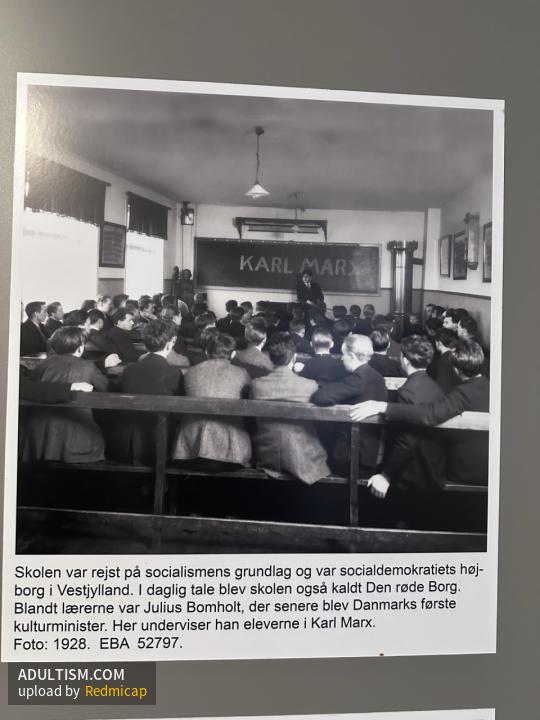 KARL MARX
Skolen var rejst på socialismens grundlag og var socialdemokratiets høj-
borg i Vestjylland. I daglig tale blev skolen også kaldt Den røde Borg.
Blandt lærerne var Julius Bomholt, der senere blev Danmarks første
kulturminister. Her underviser han eleverne i Karl Marx.
Foto: 1928. EBA 52797.
ADULTISM.COM
upload by Redmicap